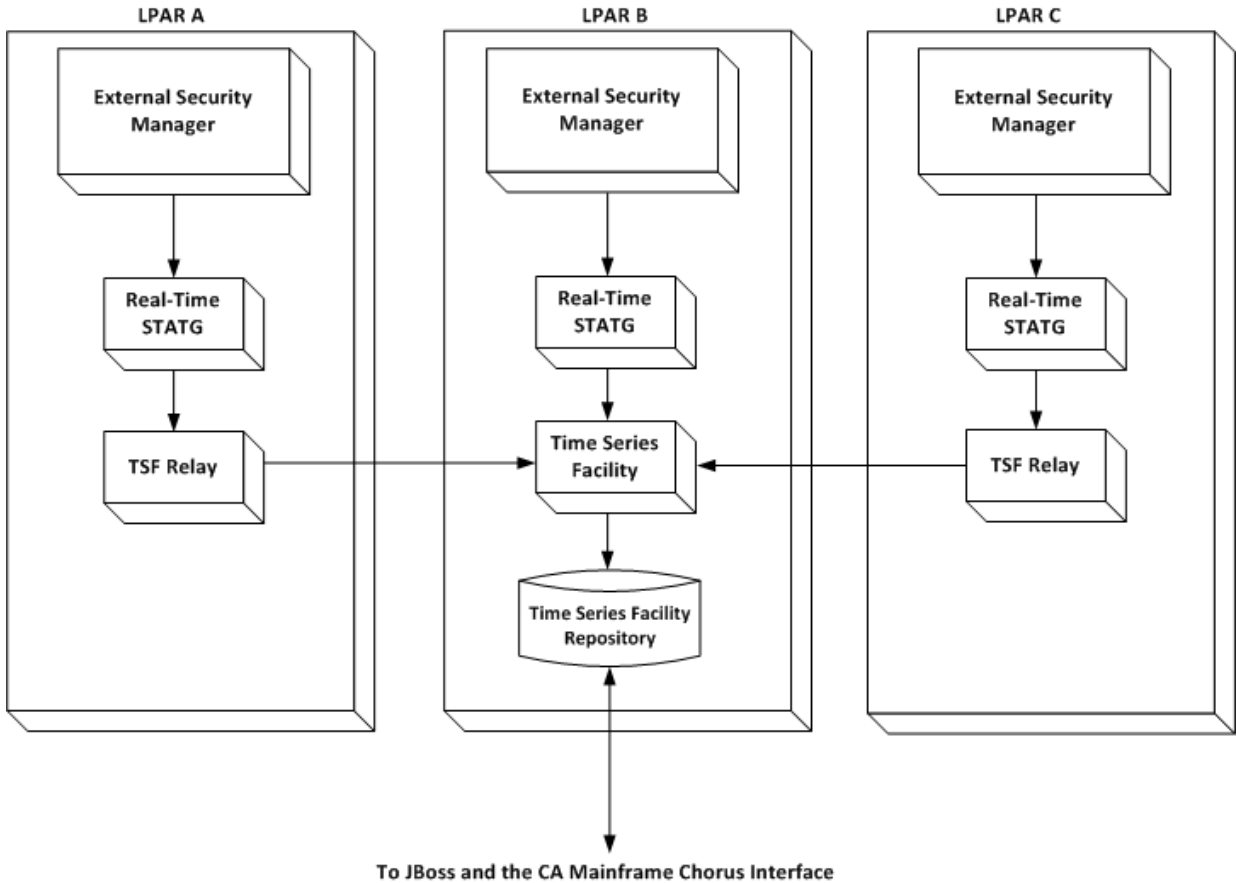 LPAR A
LPAR B
LPAR C
External Security
Manager
External Security
Manager
External Security
Manager
Real-Time
STATG
Real-Time
STATG
Real-Time
STATG
TSF Relay
Time Series
Facility
TSF Relay
Time Series Facility
Repository
To JBoss and the CA Mainframe Chorus Interface